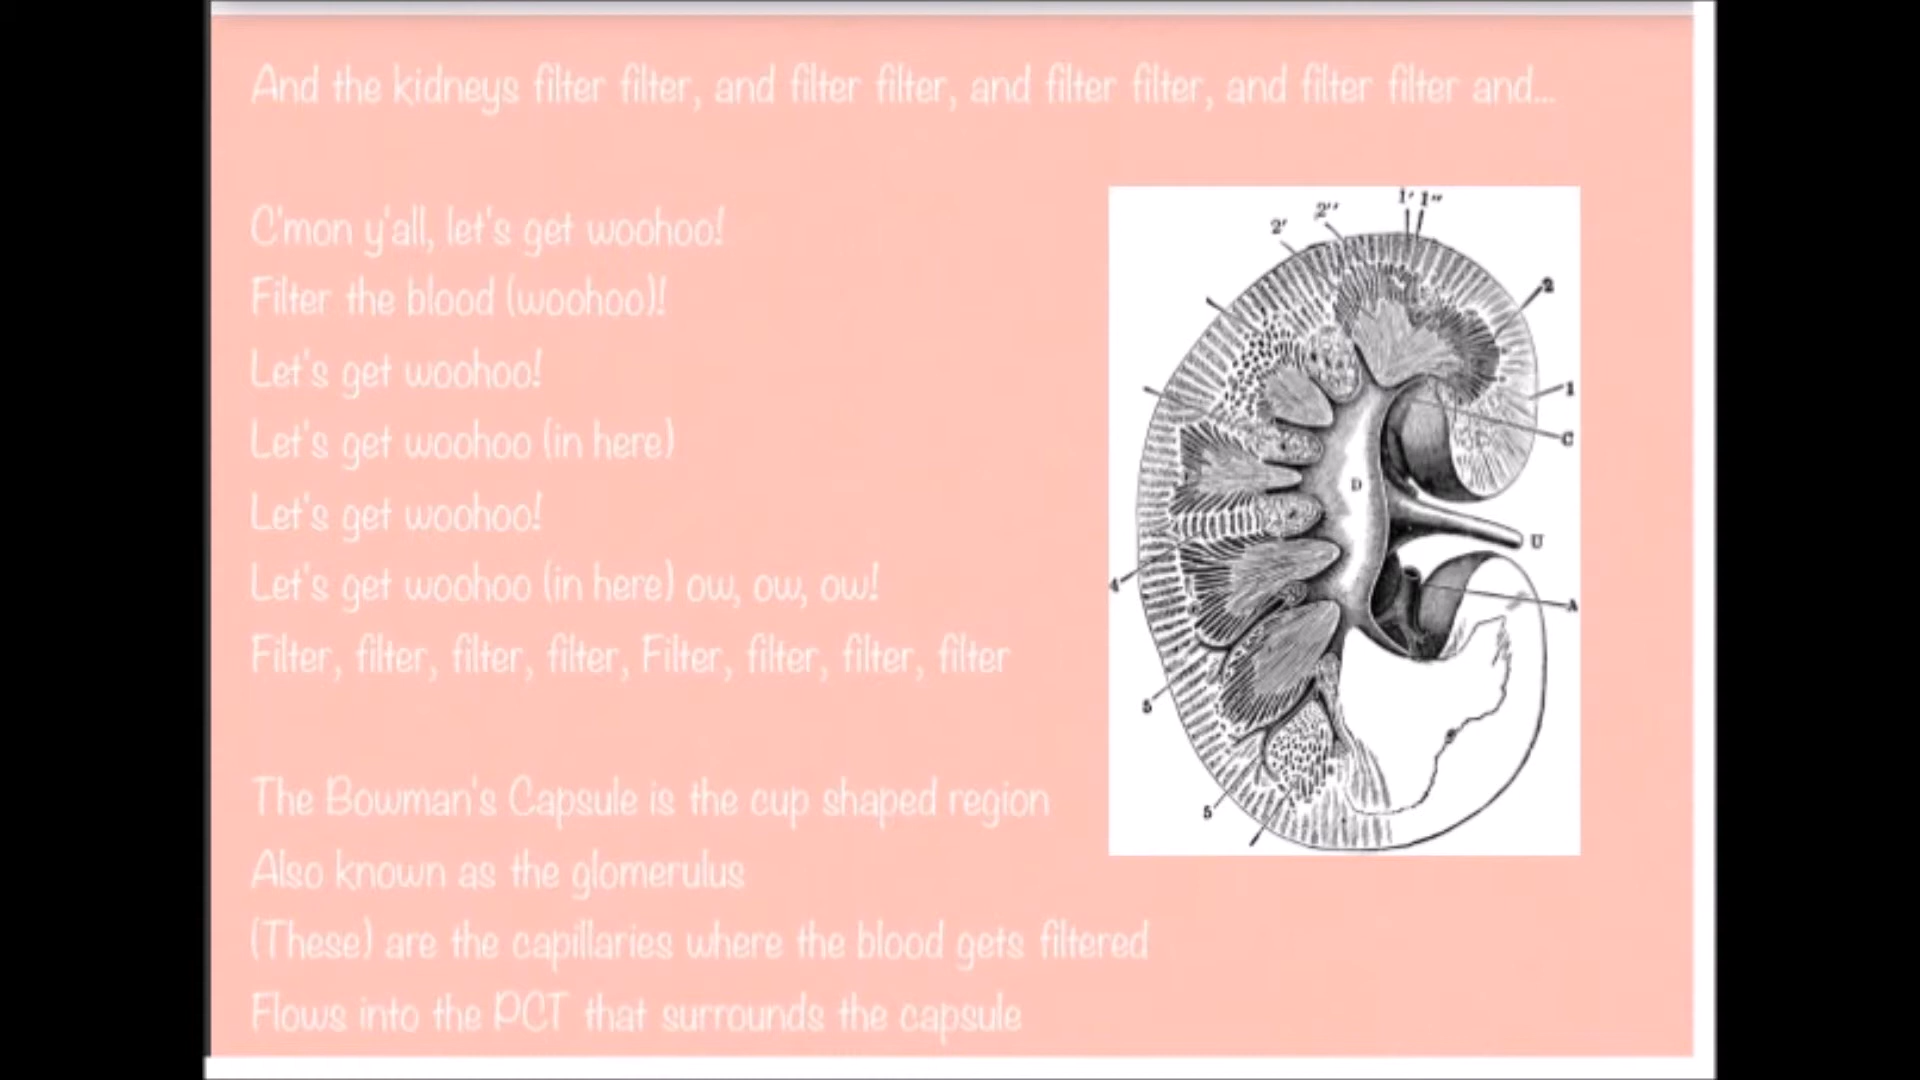 And the kidneys filter filter, and filter filter, and filter filter, and filter filter and...
C'mon y'all, let's get woohoo!
Filter the blood (woohoo)!
Let's get woohoo!
Let's get woohoo (in here)
Let's get woohoo!
Let's get woohoo (in here) ow, ow, ow!
Filter, filter, filter, filter, Filter, filter, filter, filter
The Bowman's Capsule is the cup shaped region
Also known as the glomerulus
(These) are the capillaries where the blood gets filtered
Flows into the PCT that surrounds the capsule
1' 1"
2' 2''
2
1
C
D
U
4
A
5
5